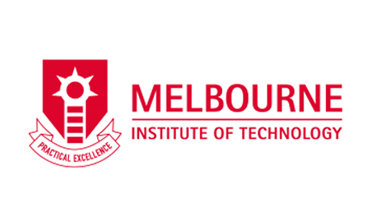 MELBOURNE
INSTITUTE OF TECHNOLOGY
PRACTICAL EXCELLENCE